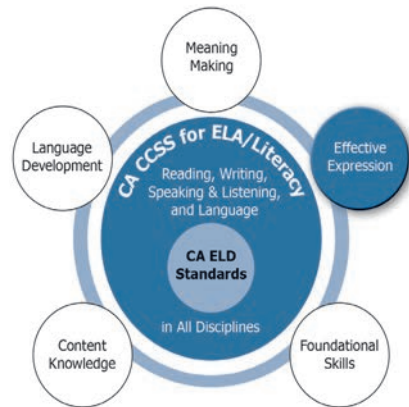 Meaning
Making
Language
Development
Effective
Expression
CA CCSS for ELA/Literacy
Reading, Writing,
Speaking & Listening,
and Language
CA ELD
Standards
in All Disciplines
Content
Knowledge
Foundational
Skills